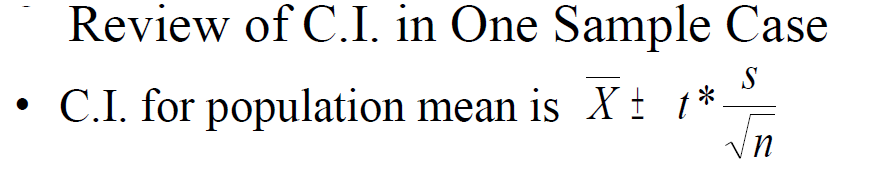 Review of C.I. in One Sample Case
• C.I. for population mean is X̅ ± t* s/√n